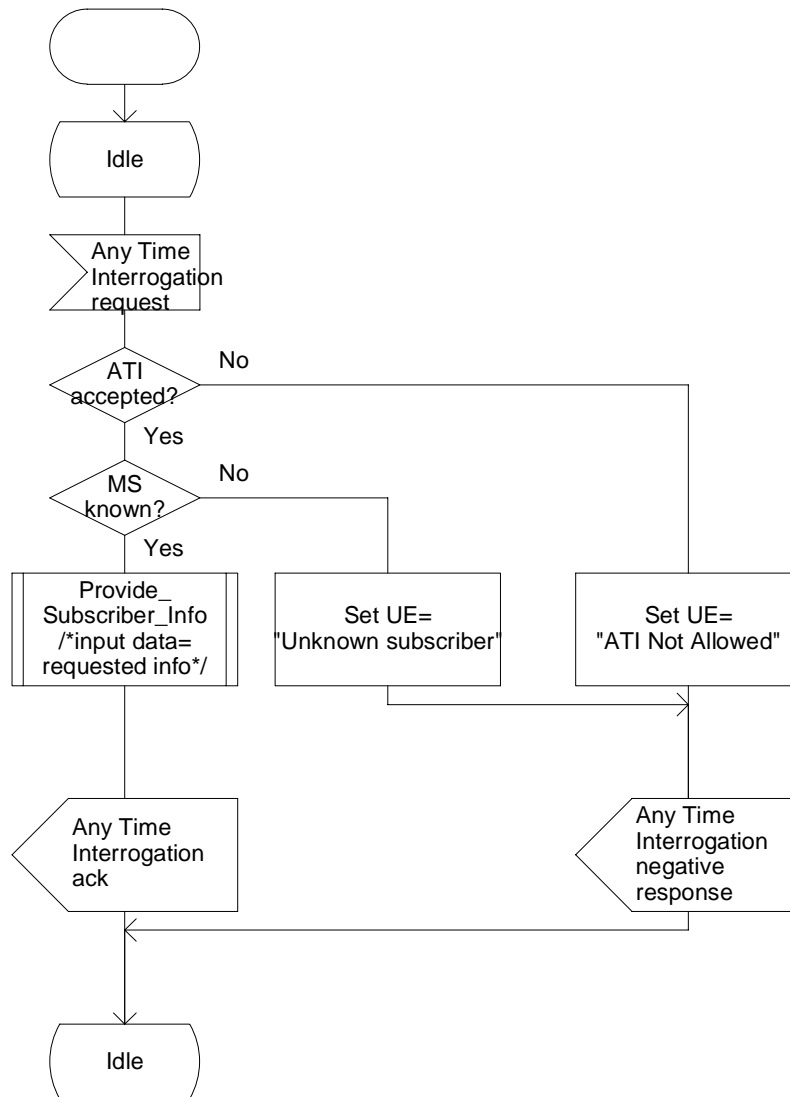 Idle
Any Time
Interrogation
request
ATI
accepted?
No
Yes
MS
known?
No
Yes
Provide_
Subscriber_Info
/*input data=
requested info*/
Set UE=
"Unknown subscriber"
Set UE=
"ATI Not Allowed"
Any Time
Interrogation
ack
Any Time
Interrogation
negative
response
Idle